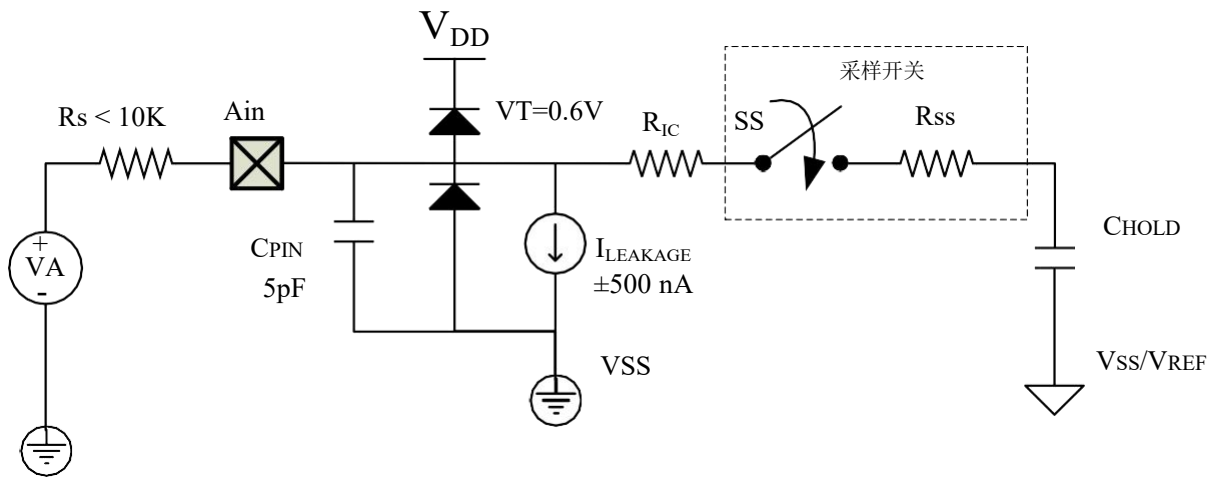 VDD
采样开关
Rs < 10K
Ain
VT=0.6V
RIC
SS
Rss
+
VA
-
CPIN
5pF
ILEAKAGE
±500 nA
CHOLD
VSS
VSS/VREF